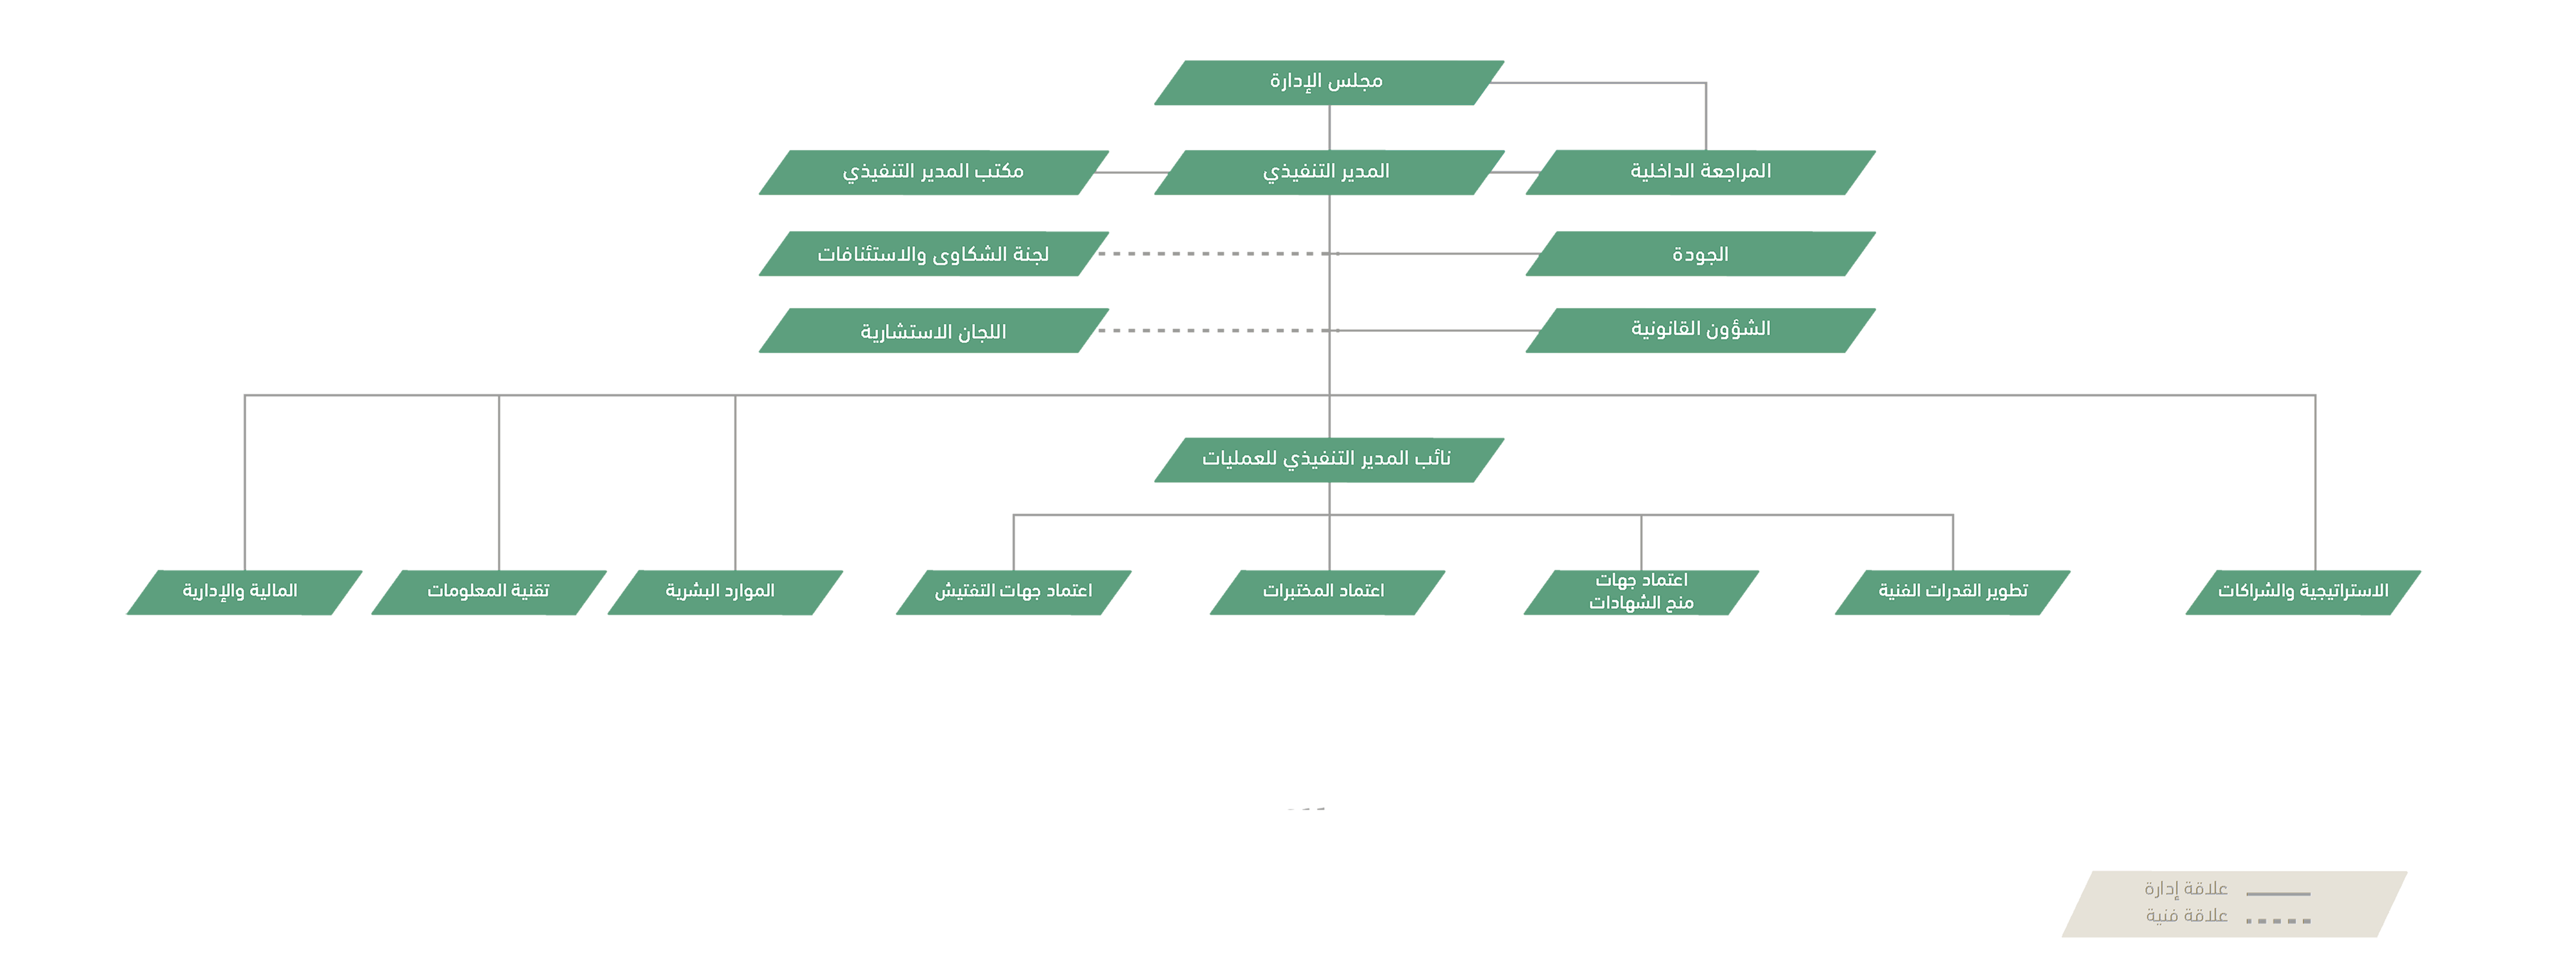 مجلس الإدارة
المراجعة الداخلية
المدير التنفيذي
مكتب المدير التنفيذي
الجودة
لجنة الشكاوى والاستئنافات
الشؤون القانونية
اللجان الاستشارية
نائب المدير التنفيذي للعمليات
الاستراتيجية والشراكات
تطوير القدرات الفنية
اعتماد جهات
منح الشهادات
اعتماد المختبرات
اعتماد جهات التفتيش
الموارد البشرية
تقنية المعلومات
المالية والإدارية
علاقة إدارة
علاقة فنية